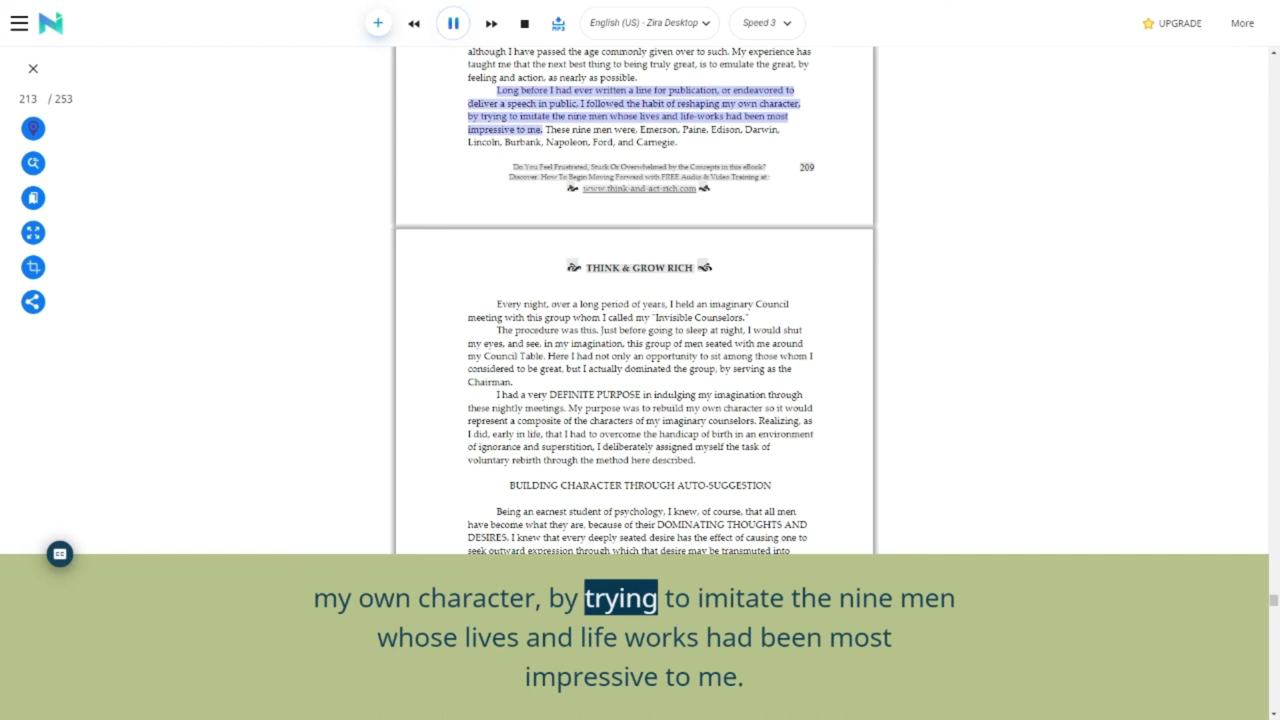 English (US) - Zira Desktop
Speed 3
UPGRADE
More
MP3
213 / 253
although I have passed the age commonly given over to such. My experience has
taught me that the next best thing to being truly great, is to emulate the great, by
feeling and action, as nearly as possible.
Long before I had ever written a line for publication, or endeavored to
deliver a speech in public, I followed the habit of reshaping my own character,
by trying to imitate the nine men whose lives and life-works had been most
impressive to me. These nine men were, Emerson, Paine, Edison, Darwin,
Lincoln, Burbank, Napoleon, Ford, and Carnegie.
Do You Feel Frustrated, Stuck Or Overwhelmed by the Concepts in this eBook?
209
Discover How To Begin Moving Forward with FREE Audio & Video Training at:
www.think-and-act-rich.com
THINK & GROW RICH
Every night, over a long period of years, I held an imaginary Council
meeting with this group whom I called my "Invisible Counselors."
The procedure was this. Just before going to sleep at night, I would shut
my eyes, and see, in my imagination, this group of men seated with me around
my Council Table. Here I had not only an opportunity to sit among those whom I
considered to be great, but I actually dominated the group, by serving as the
Chairman.
I had a very DEFINITE PURPOSE in indulging my imagination through
these nightly meetings. My purpose was to rebuild my own character so it would
represent a composite of the characters of my imaginary counselors. Realizing, as
I did, early in life, that I had to overcome the handicap of birth in an environment
of ignorance and superstition, I deliberately assigned myself the task of
voluntary rebirth through the method here described.
BUILDING CHARACTER THROUGH AUTO-SUGGESTION
Being an earnest student of psychology, I knew, of course, that all men
have become what they are, because of their DOMINATING THOUGHTS AND
DESIRES. I knew that every deeply seated desire has the effect of causing one to
seek outward expression through which that desire may be transmuted into
CC
my own character, by trying to imitate the nine men
whose lives and life works had been most
impressive to me.